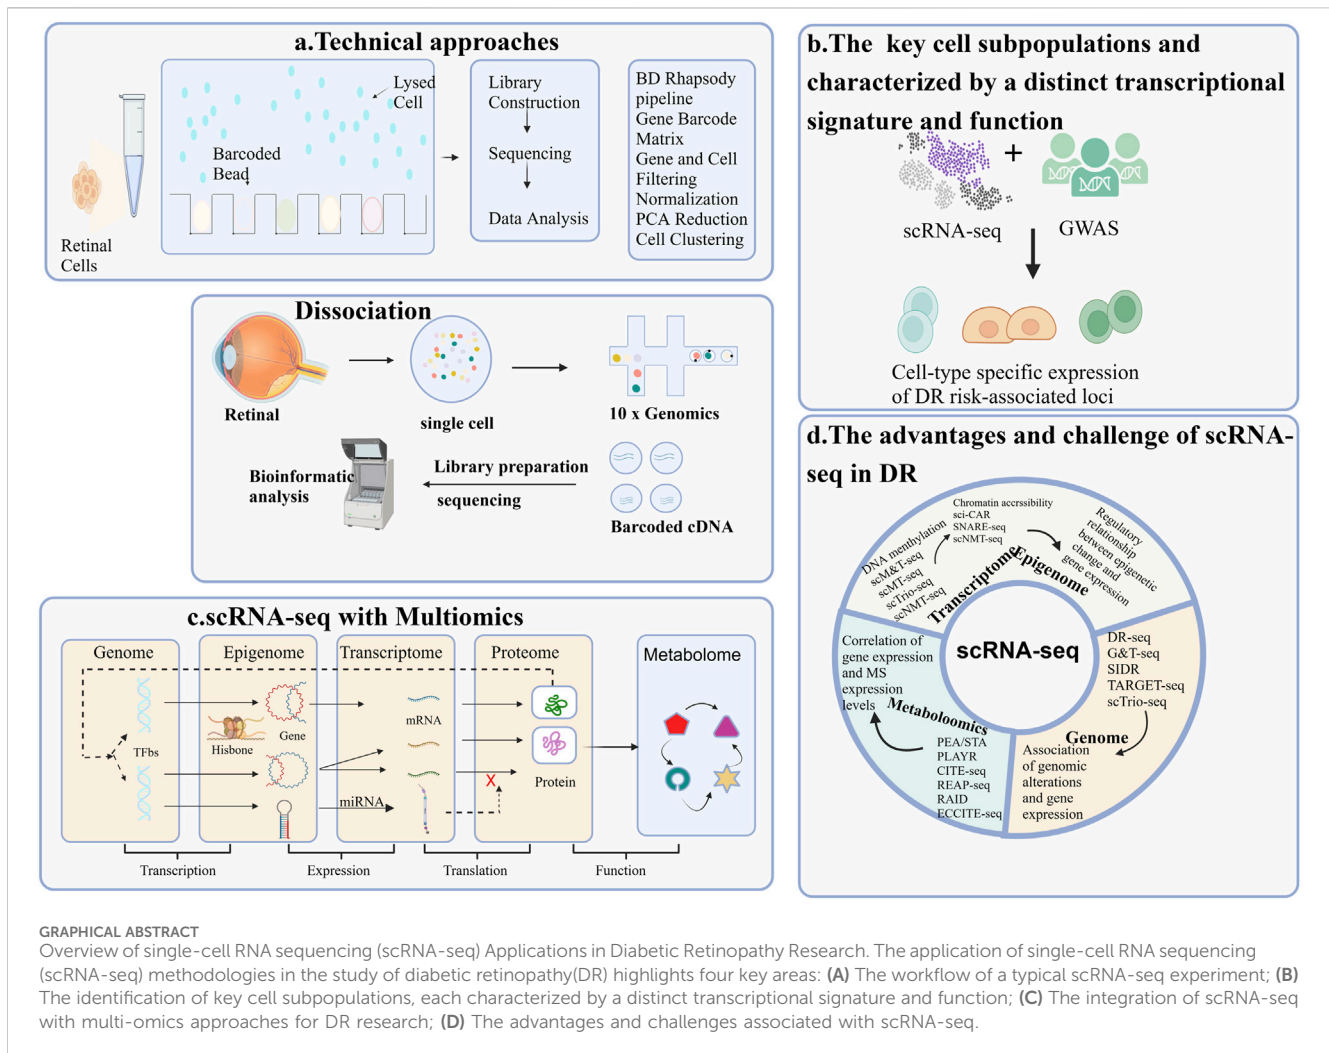 a.Technical approaches
Lysed
Cell
Barcoded
Bead
Retinal
Cells
Library
Construction
Sequencing
Data Analysis
BD Rhapsody
pipeline
Gene Barcode
Matrix
Gene and Cell
Filtering
Normalization
PCA Reduction
Cell Clustering
Dissociation
Retinal
single cell
10 x Genomics
Bioinformatic
analysis
Library preparation
sequencing
Barcoded cDNA
b.The key cell subpopulations and
characterized by a distinct transcriptional
signature and function
+
scRNA-seq
GWAS
Cell-type specific expression
of DR risk-associated loci
c.scRNA-seq with Multiomics
Genome
Epigenome
Transcriptome
Proteome
Metabolome
TFbs
Hisbone
Gene
mRNA
miRNA
X
Protein
Transcription
Expression
Translation
Function
d.The advantages and challenge of scRNA-
seq in DR
DNA menthylation
scM&T-seq
scMT-seq
scTrio-seq
scNMT-seq
Chromatin accrssibility
sci-CAR
SNARE-seq
scNMT-seq
Regulatory
relationship
between epigenetic
change and
gene expression
Transcriptome
Epigenome
scRNA-seq
Correlation of
gene expression
and MS
expression
levels
Metaboloomics
PEA/STA
PLAYR
CITE-seq
REAP-seq
RAID
ECCITE-seq
DR-seq
G&T-seq
SIDR
TARGET-seq
scTrio-seq
Genome
Association
of genomic
alterations
and gene
expression
GRAPHICAL ABSTRACT
Overview of single-cell RNA sequencing (scRNA-seq) Applications in Diabetic Retinopathy Research. The application of single-cell RNA sequencing
(scRNA-seq) methodologies in the study of diabetic retinopathy(DR) highlights four key areas: (A) The workflow of a typical scRNA-seq experiment; (B)
The identification of key cell subpopulations, each characterized by a distinct transcriptional signature and function; (C) The integration of scRNA-seq
with multi-omics approaches for DR research; (D) The advantages and challenges associated with scRNA-seq.